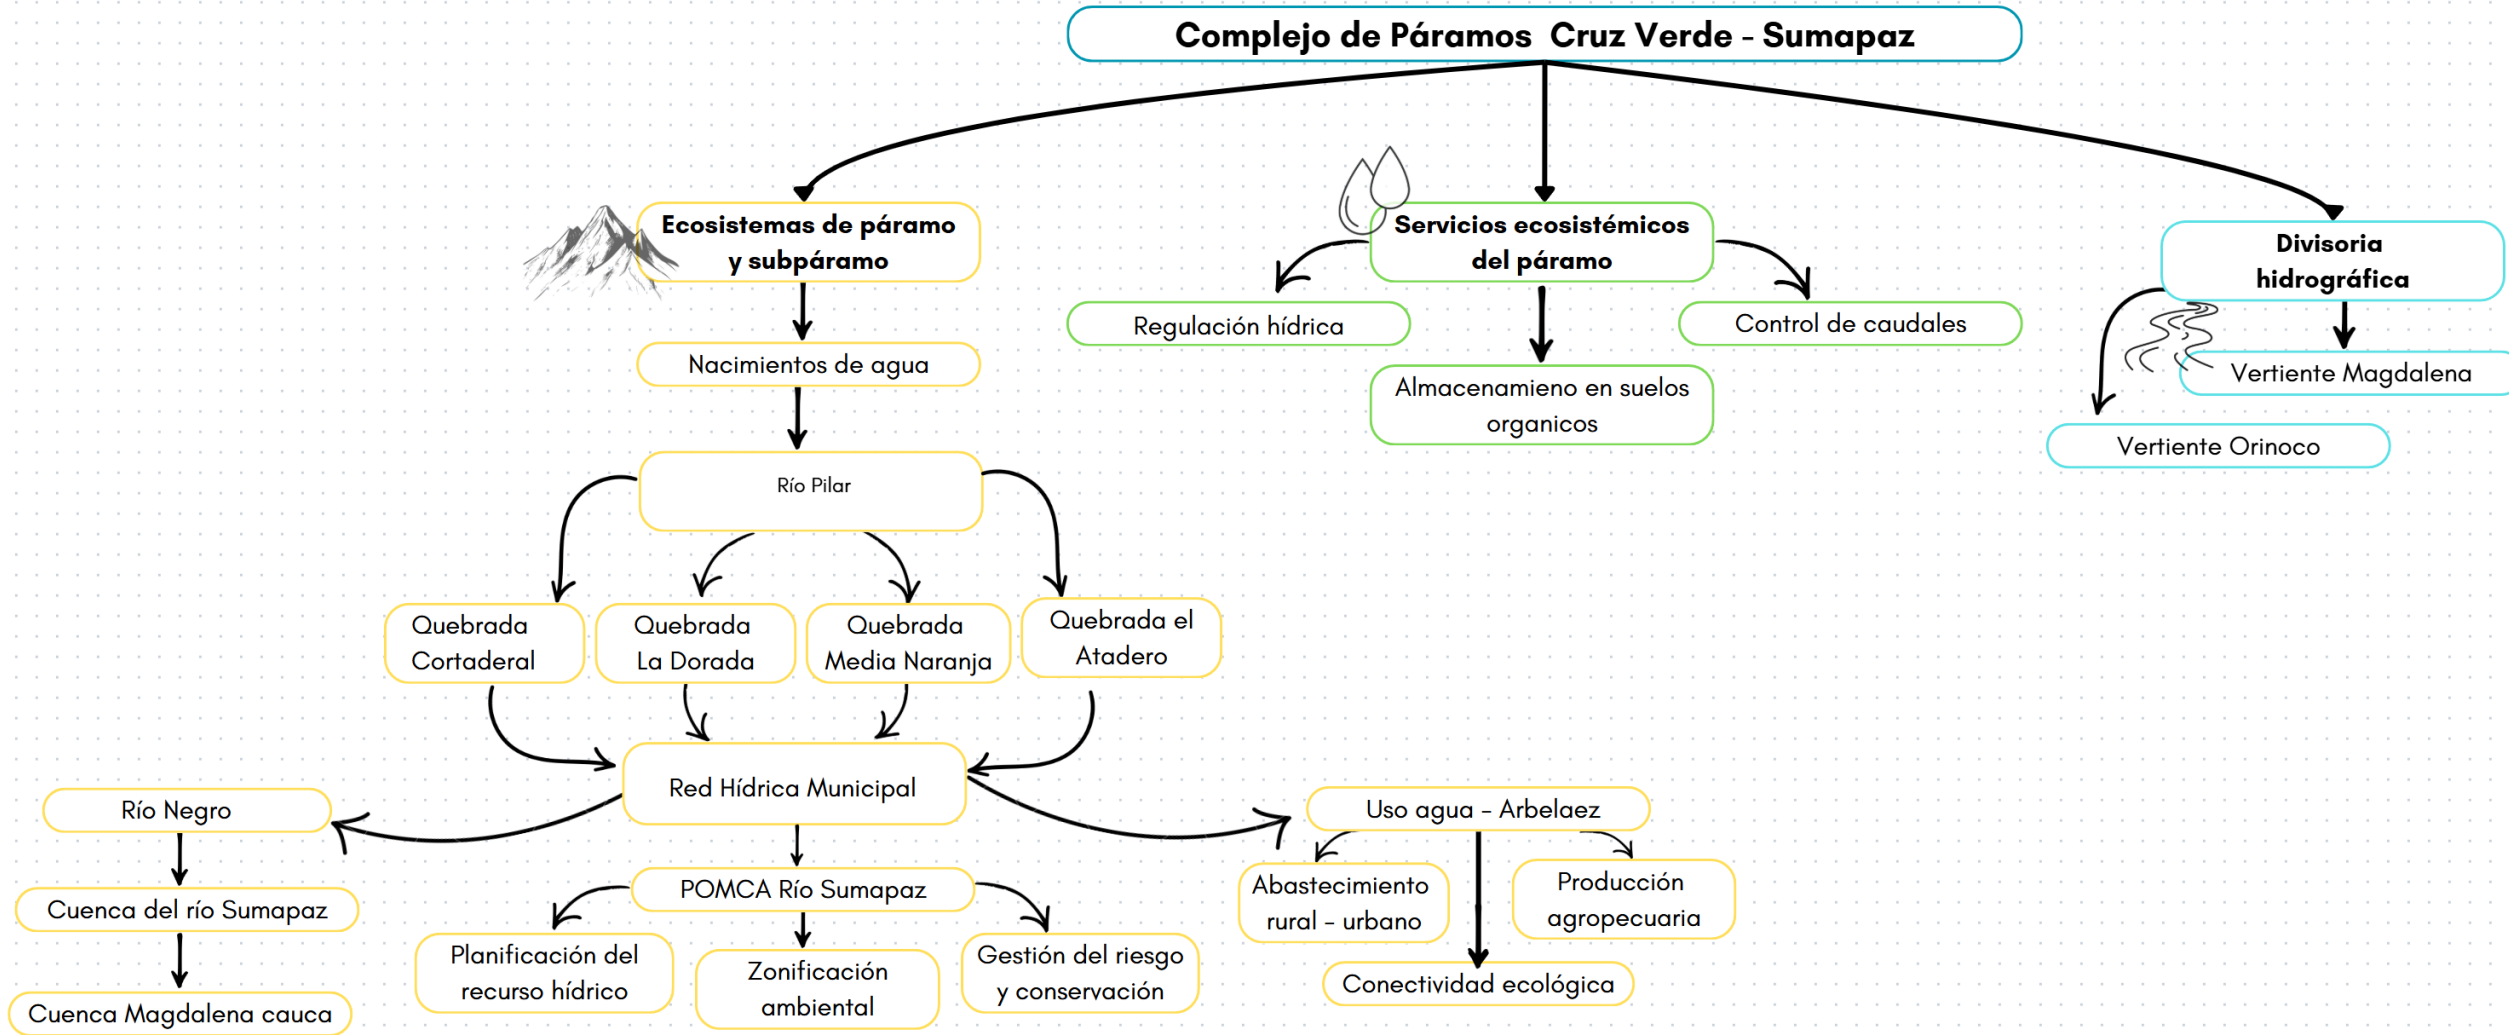 Complejo de Páramos Cruz Verde - Sumapaz
Ecosistemas de páramo
y subpáramo
Servicios ecosistémicos
del páramo
Divisoria
hidrográfica
Regulación hídrica
Control de caudales
Nacimientos de agua
Almacenamieno en suelos
organicos
Vertiente Magdalena
Vertiente Orinoco
Río Pilar
Quebrada
Cortaderal
Quebrada
La Dorada
Quebrada
Media Naranja
Quebrada el
Atadero
Red Hídrica Municipal
Río Negro
Uso agua - Arbelaez
Cuenca del río Sumapaz
POMCA Río Sumapaz
Abastecimiento
rural - urbano
Producción
agropecuaria
Planificación del
recurso hídrico
Zonificación
ambiental
Gestión del riesgo
y conservación
Conectividad ecológica
Cuenca Magdalena cauca